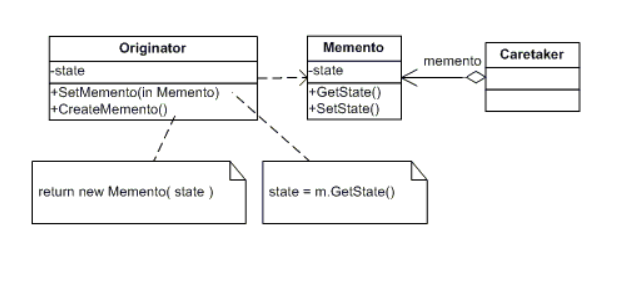 Originator
-state
+SetMemento(in Memento)
+CreateMemento()
Memento
-state
+GetState()
+SetState()
memento
Caretaker
return new Memento( state )
state = m.GetState()